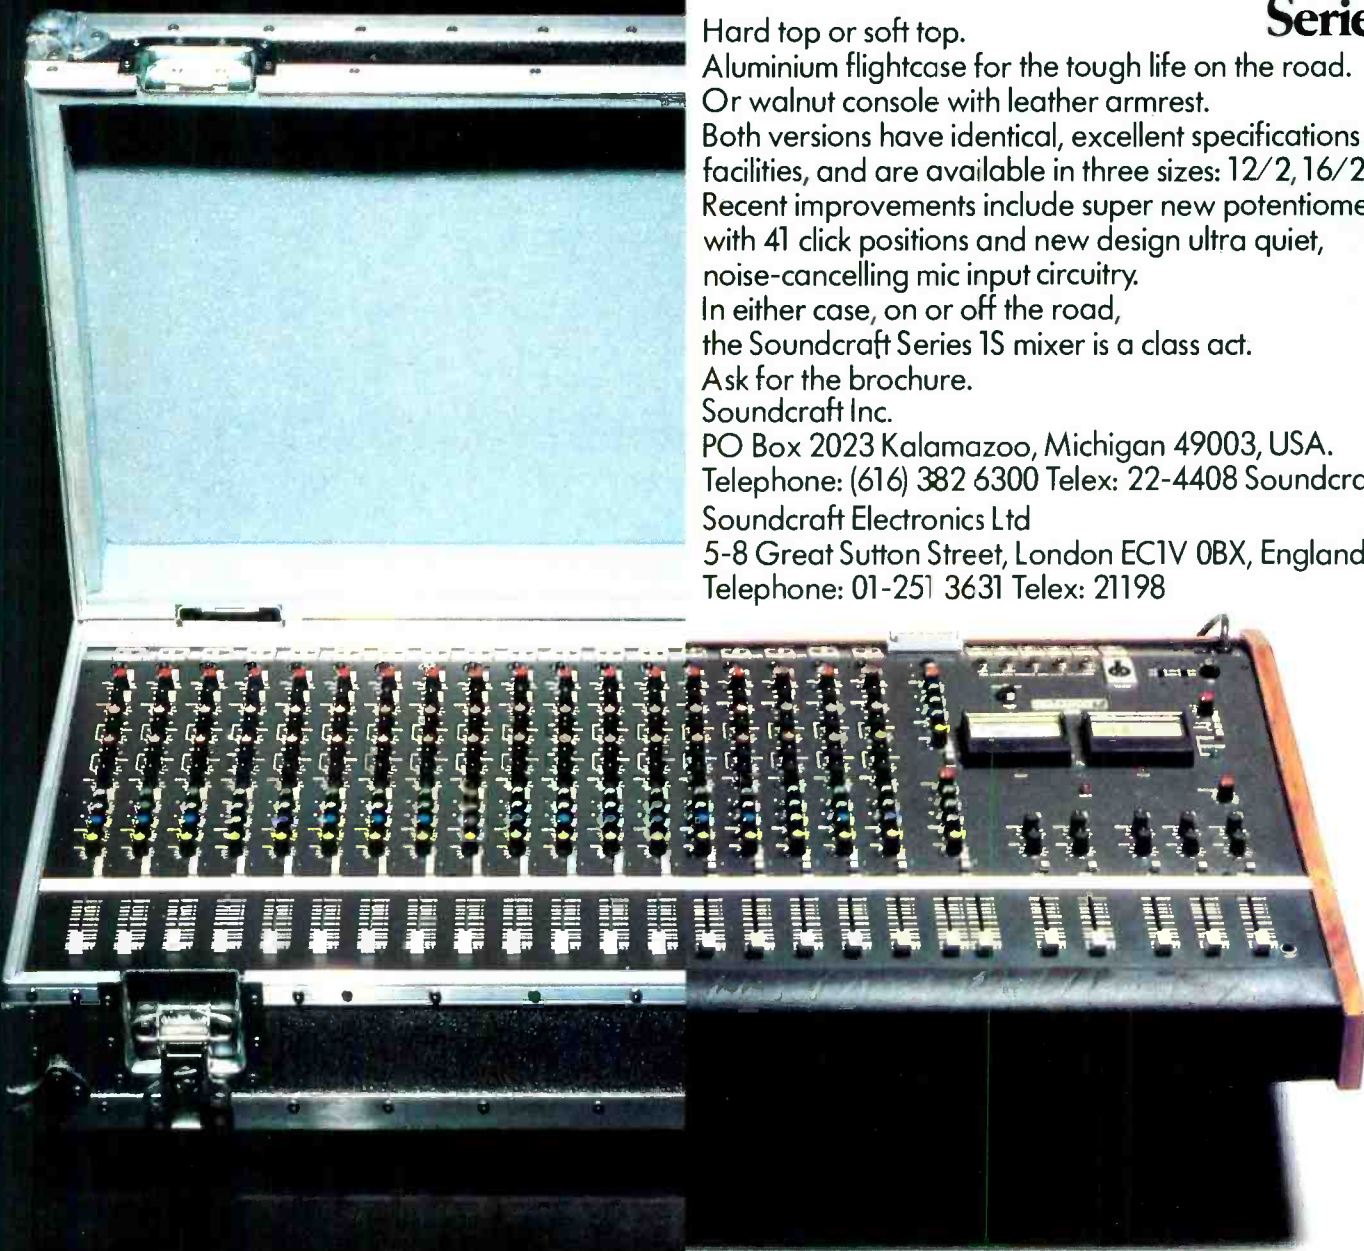 Serie
Hard top or soft top.
Aluminium flightcase for the tough life on the road.
Or walnut console with leather armrest.
Both versions have identical, excellent specifications
facilities, and are available in three sizes: 12/2, 16/2
Recent improvements include super new potentiome
with 41 click positions and new design ultra quiet,
noise-cancelling mic input circuitry.
In either case, on or off the road,
the Soundcraft Series 1S mixer is a class act.
Ask for the brochure.
Soundcraft Inc.
PO Box 2023 Kalamazoo, Michigan 49003, USA.
Telephone: (616) 382 6300 Telex: 22-4408 Soundcra
Soundcraft Electronics Ltd
5-8 Great Sutton Street, London EC1V 0BX, England
Telephone: 01-251 3631 Telex: 21198